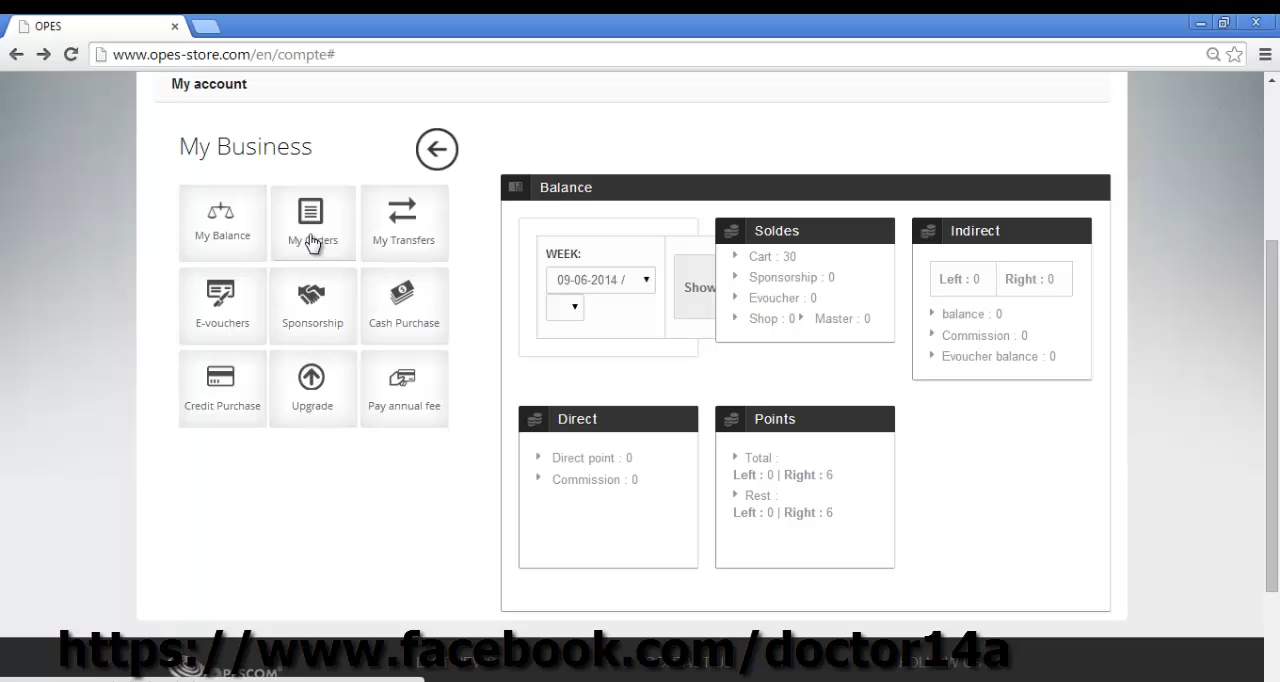 OPES
www.opes-store.com/en/compte#
My account
My Business
My Balance
My Transfers
E-vouchers
Sponsorship
Cash Purchase
Credit Purchase
Upgrade
Pay annual fee
Balance
WEEK:
09-06-2014 /
Show
Soldes
Cart : 30
Sponsorship : 0
Evoucher : 0
Shop : 0 Master : 0
Indirect
Left : 0 Right : 0
balance : 0
Commission : 0
Evoucher balance : 0
Direct
Direct point : 0
Commission : 0
Points
Total :
Left : 0 | Right : 6
Rest :
Left : 0 | Right : 6
https://www.facebook.com/doctor14a